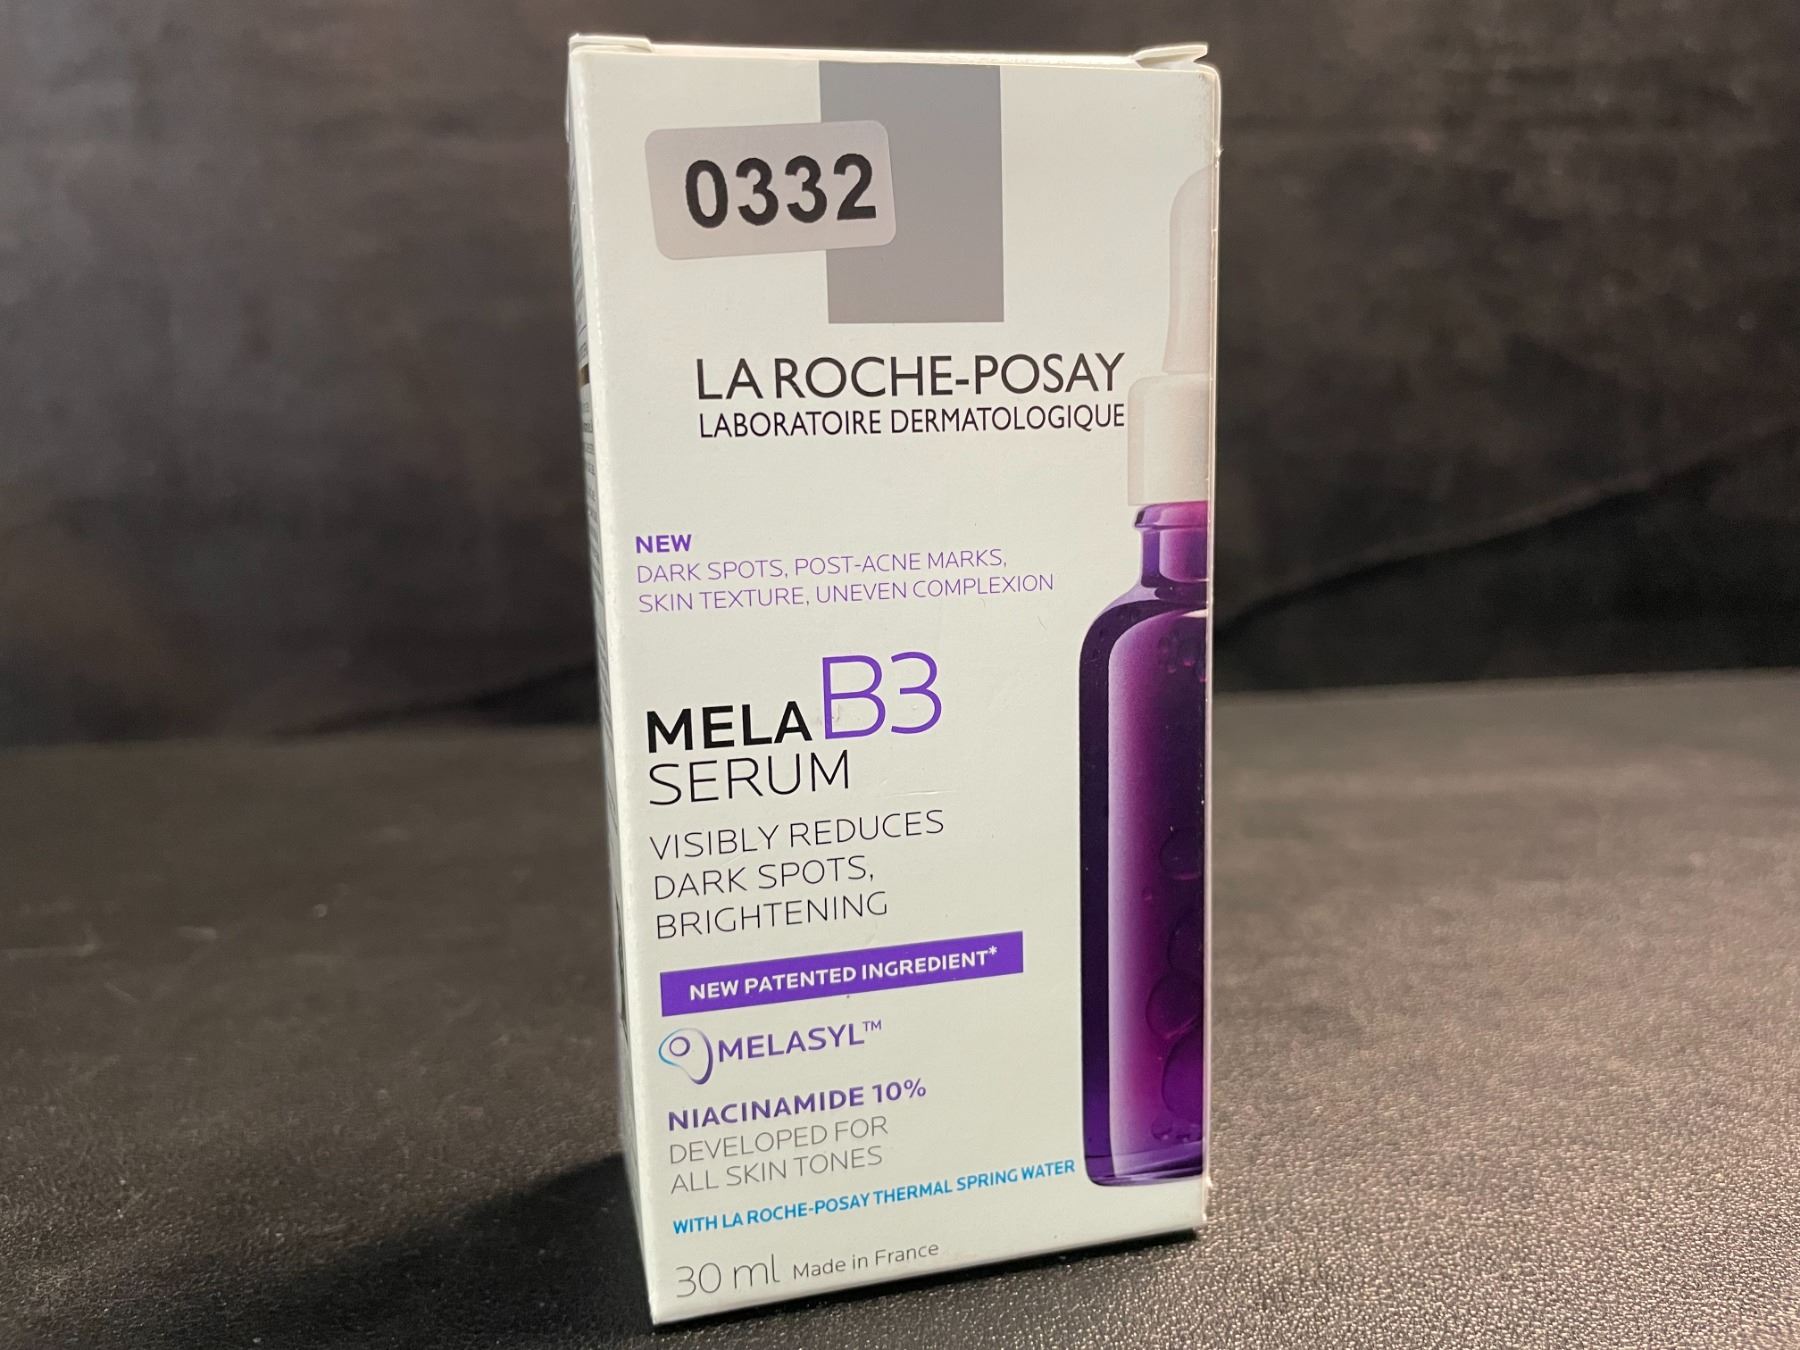 0332
LA ROCHE-POSAY
LABORATOIRE DERMATOLOGIQUE
NEW
DARK SPOTS, POST-ACNE MARKS,
SKIN TEXTURE, UNEVEN COMPLEXION
MELA B3
SERUM
VISIBLY REDUCES
DARK SPOTS,
BRIGHTENING
NEW PATENTED INGREDIENT*
MELASYL™
NIACINAMIDE 10%
DEVELOPED FOR
ALL SKIN TONES
WITH LA ROCHE-POSAY THERMAL SPRING WATER
30 ml Made in France